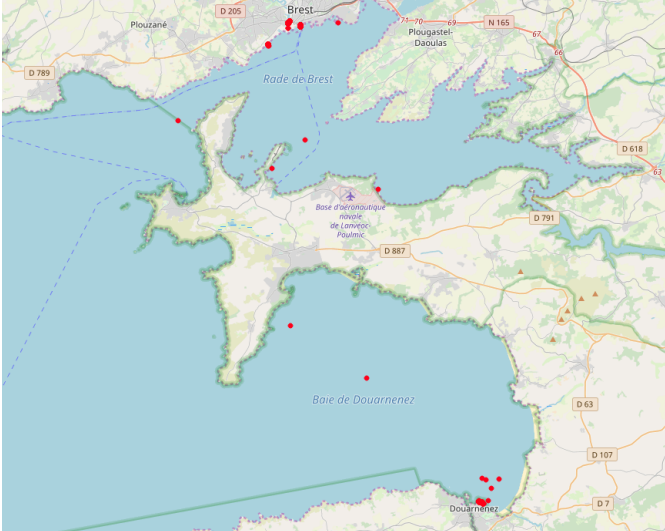 Brest
Plouzané
D 205
71
70
69
N 165
67
66
Plougastel-
Daoulas
D 789
Rade de Brest
D 618
63
Base d'aéronautique
navale
de Lanvéoc
Poulmic
D 791
D 887
Baie de Douarnenez
D 63
D 107
D 7
Douarnenez